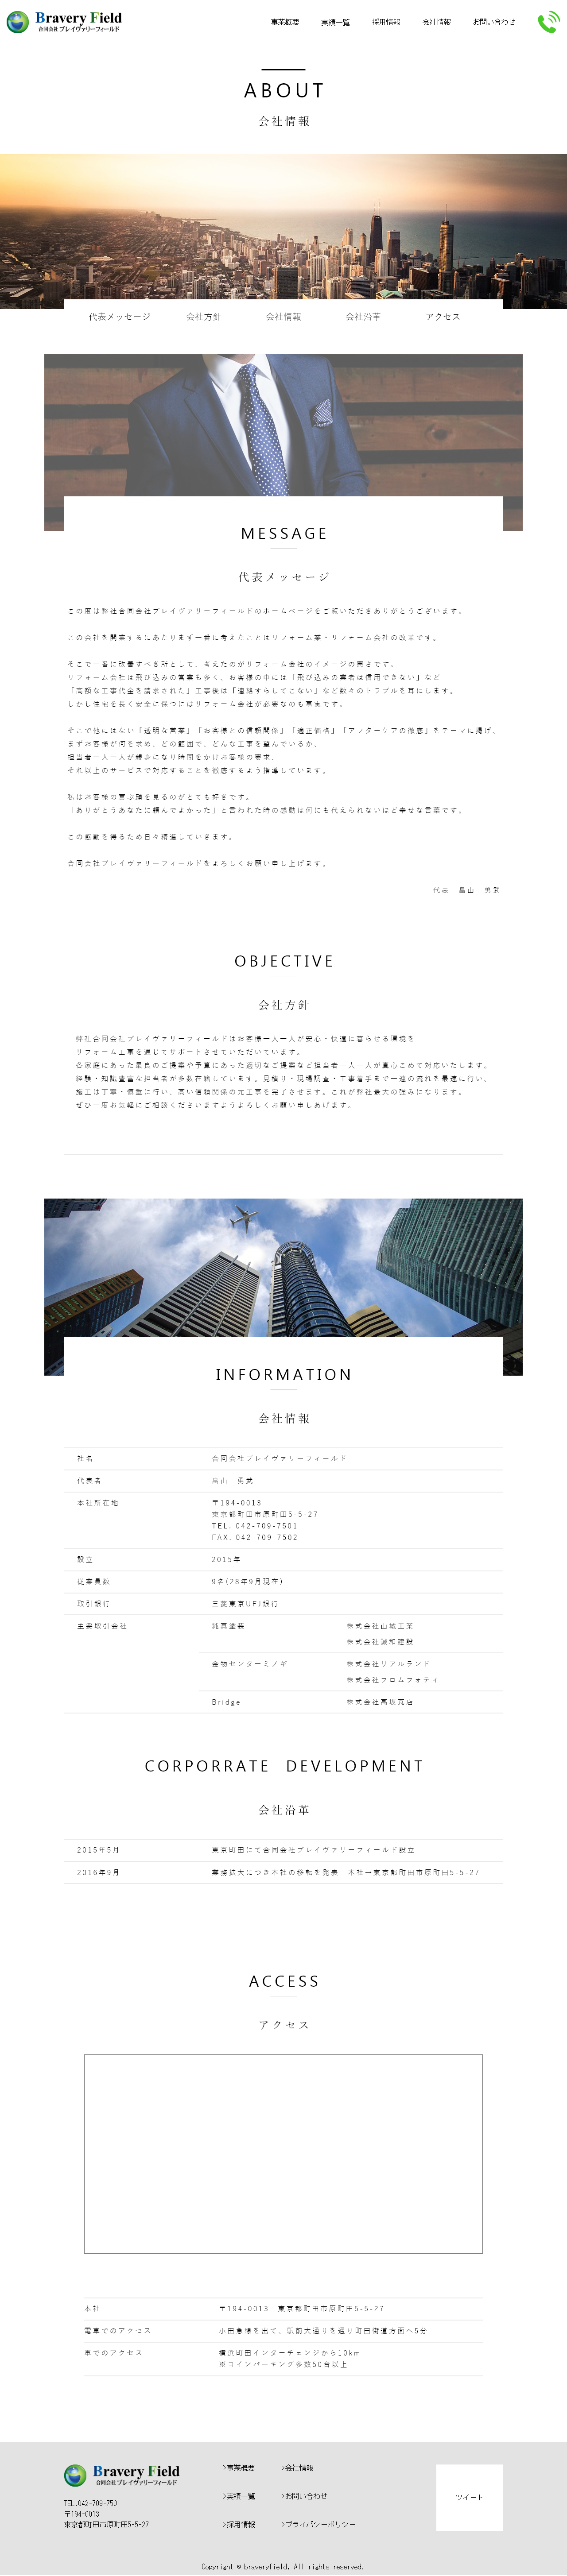 Bravery Field
合同会社 ブレイヴァリーフィールド
事業概要 実績一覧 採用情報 会社情報 お問い合わせ
ABOUT
会社情報
代表メッセージ 会社方針 会社情報 会社沿革 アクセス
MESSAGE
代表メッセージ
この度は弊社合同会社ブレイヴァリーフィールドのホームページをご覧いただきありがとうございます。
この会社を開業するにあたりまず一番に考えたことはリフォーム業・リフォーム会社の改革です。
そこで一番に改善すべき所として、考えたのがリフォーム会社のイメージの悪さです。
リフォーム会社は飛び込みの営業も多く、お客様の中には「飛び込みの業者は信用できない」など
「高額な工事代金を請求された」工事後は「連絡すらしてこない」など数々のトラブルを耳にします。
しかし住宅を長く安全に保つにはリフォーム会社が必要なのも事実です。
そこで他にはない「透明な営業」「お客様との信頼関係」「適正価格」「アフターケアの徹底」をテーマに掲げ、
まずお客様が何を求め、どの範囲で、どんな工事を望んでいるか、
担当者一人一人が親身になり時間をかけお客様の要求、
それ以上のサービスで対応することを徹底するよう指導しています。
私はお客様の喜ぶ顔を見るのがとても好きです。
「ありがとうあなたに頼んでよかった」と言われた時の感動は何にも代えられないほど幸せな言葉です。
この感動を得るため日々精進していきます。
合同会社ブレイヴァリーフィールドをよろしくお願い申し上げます。
代表 畠山 勇武
OBJECTIVE
会社方針
弊社合同会社ブレイヴァリーフィールドはお客様一人一人が安心・快適に暮らせる環境を
リフォーム工事を通じてサポートさせていただいています。
各家庭にあった最良のご提案や予算にあった適切なご提案など担当者一人一人が真心こめて対応いたします。
経験・知識豊富な担当者が多数在籍しています。見積り・現場調査・工事着手まで一連の流れを最速に行い、
施工は丁寧・慎重に行い、高い信頼関係の元工事を完了させます。これが弊社最大の強みになります。
ぜひ一度お気軽にご相談くださいますようよろしくお願い申しあげます。
INFORMATION
会社情報
社名 合同会社ブレイヴァリーフィールド
代表者 畠山 勇武
本社所在地 〒194-0013
東京都町田市原町田5-5-27
TEL. 042-709-7501
FAX. 042-709-7502
設立 2015年
従業員数 9名(28年9月現在)
取引銀行 三菱東京UFJ銀行
主要取引会社 純真塗装 株式会社山城工業
株式会社誠和建設
金物センターミノギ 株式会社リアルランド
株式会社フロムフォティ
Bridge 株式会社高坂瓦店
CORPORRATE DEVELOPMENT
会社沿革
2015年5月 東京町田にて合同会社ブレイヴァリーフィールド設立
2016年9月 業務拡大につき本社の移転を発表 本社→東京都町田市原町田5-5-27
ACCESS
アクセス
本社 〒194-0013 東京都町田市原町田5-5-27
電車でのアクセス 小田急線を出て、駅前大通りを通り町田街道方面へ5分
車でのアクセス 横浜町田インターチェンジから10km
※コインパーキング多数50台以上
Bravery Field
合同会社 ブレイヴァリーフィールド
TEL.042-709-7501
〒194-0013
東京都町田市原町田5-5-27
>事業概要 >会社情報
>実績一覧 >お問い合わせ
>採用情報 >プライバシーポリシー
ツイート
Copyright © braveryfield, All rights reserved.